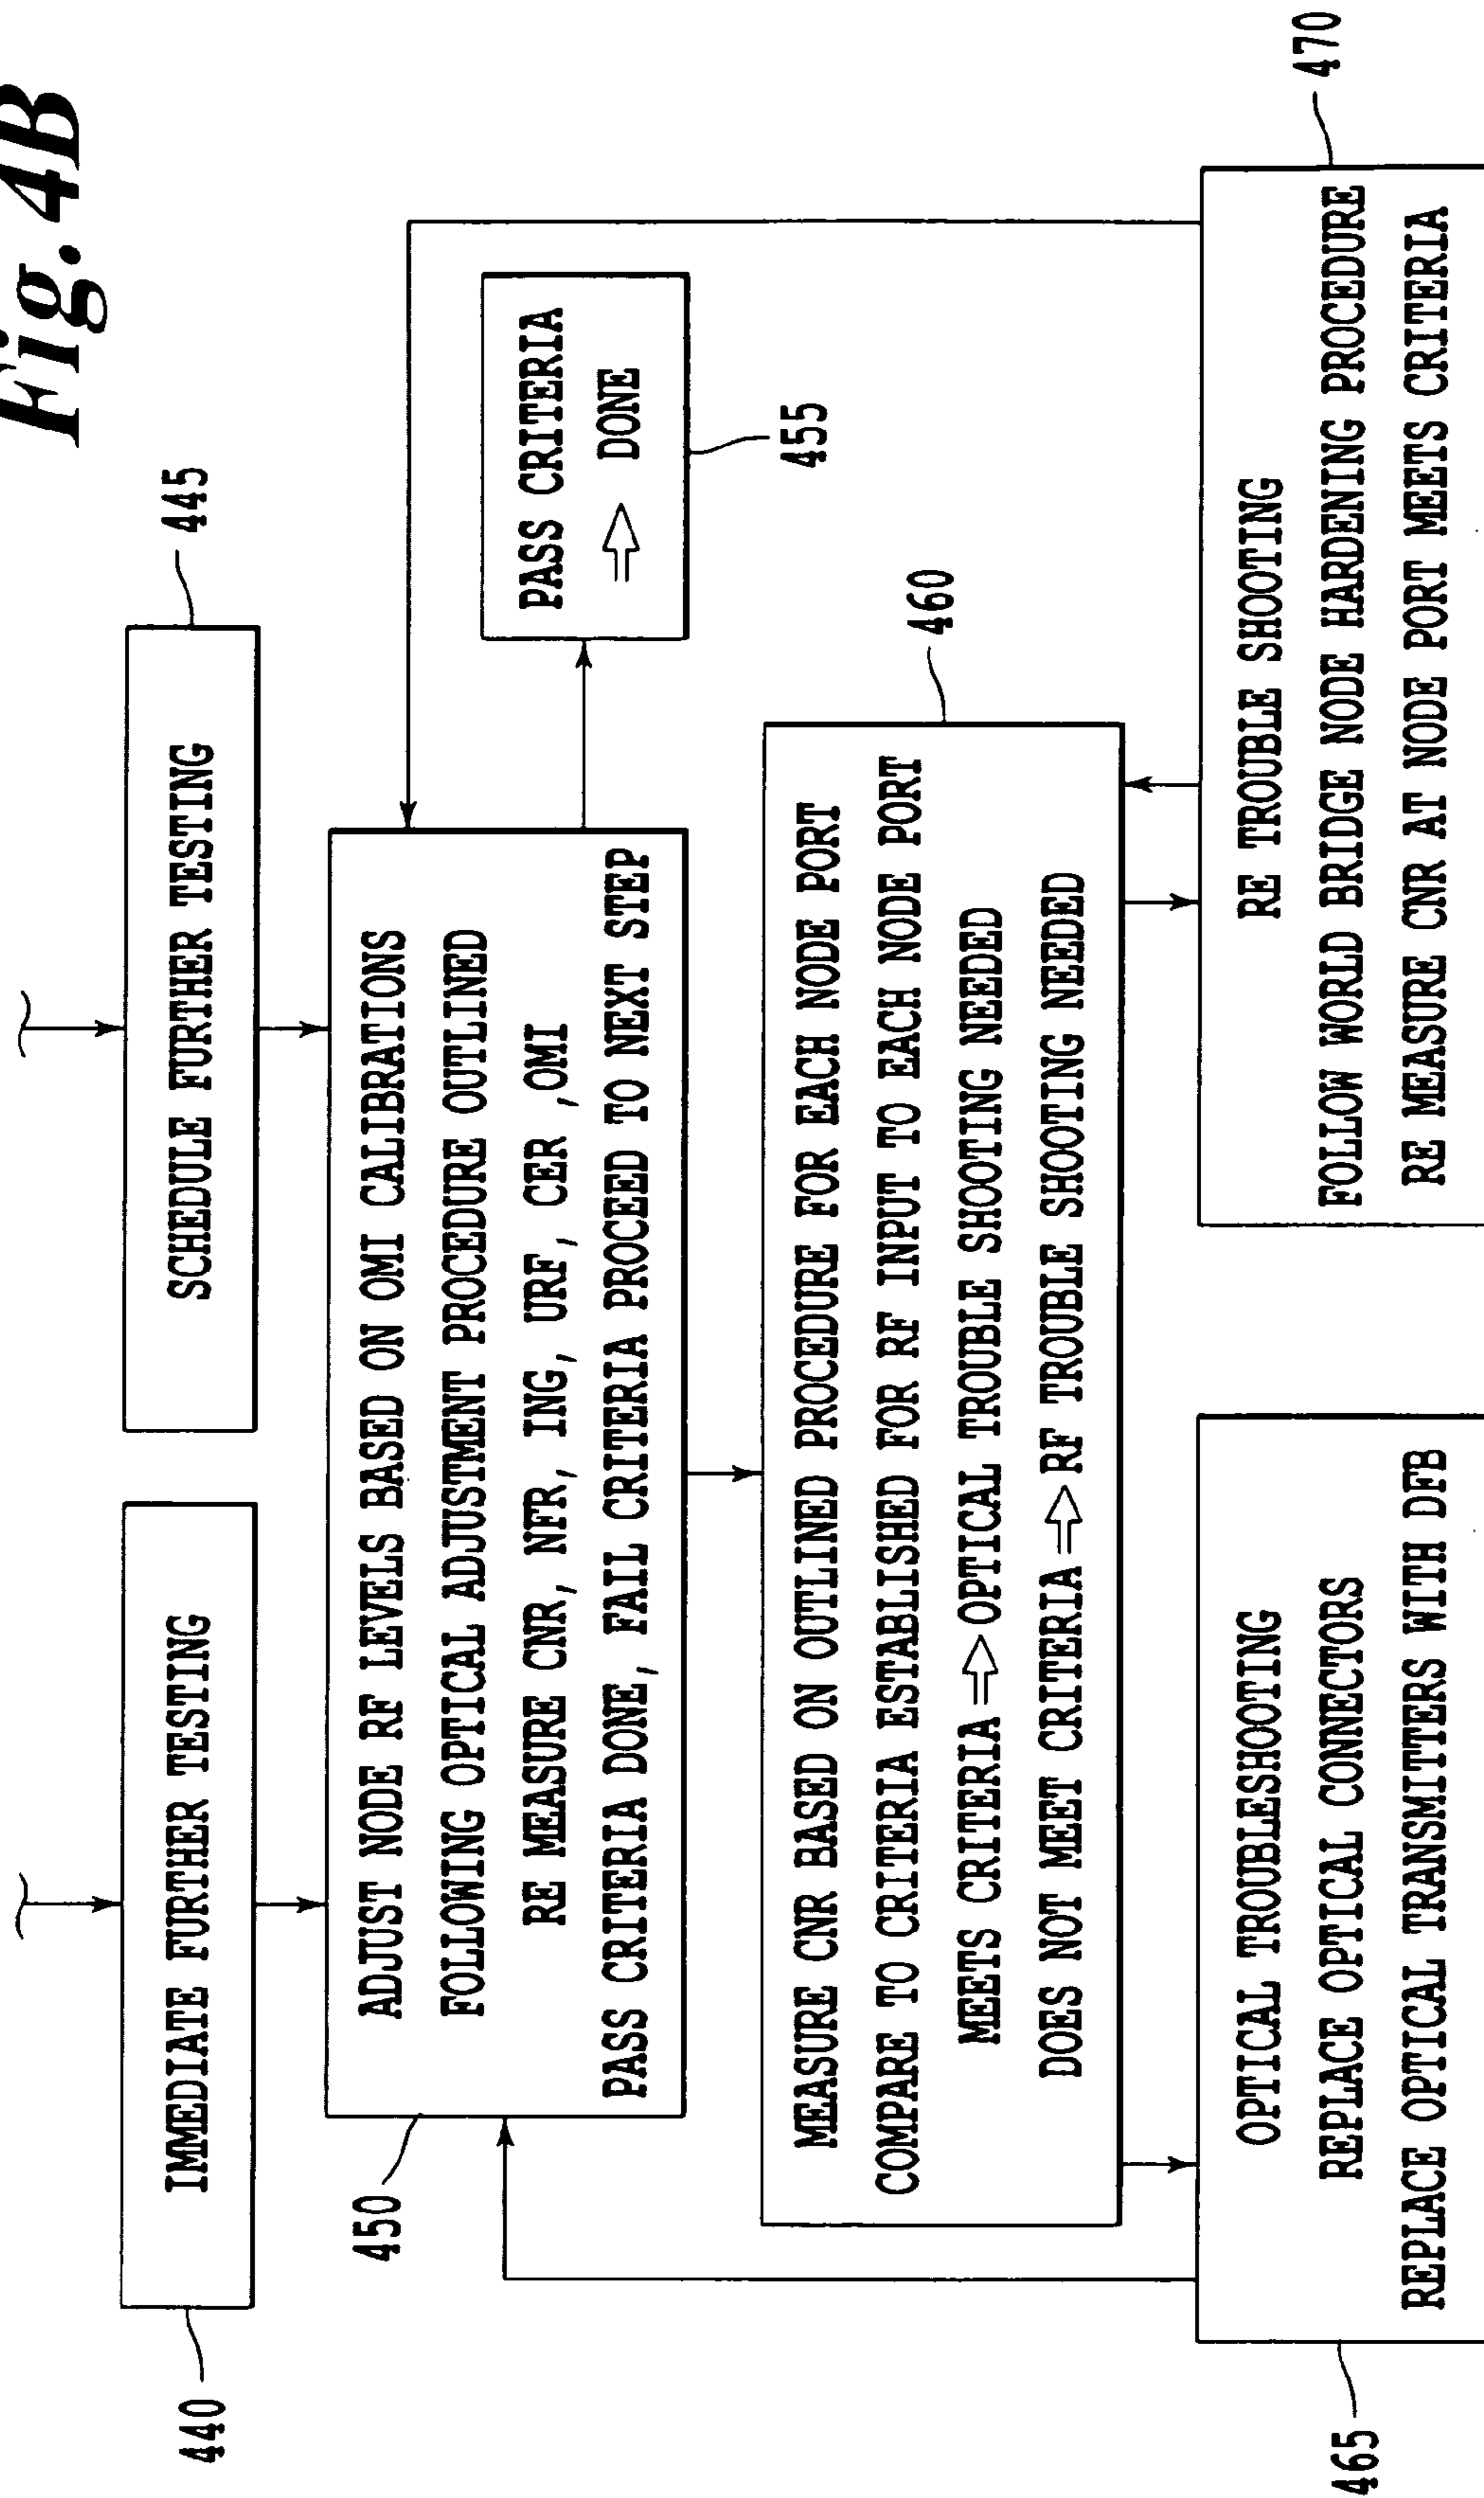 Fig. 4B
440
IMMEDIATE FURTHER TESTING
445
SCHEDULE FURTHER TESTING
450
ADJUST NODE RF LEVELS BASED ON OMI CALIBRATIONS
FOLLOWING OPTICAL ADJUSTMENT PROCEDURE OUTLINED
RE MEASURE CNR, NFR, ING, URE, CER ,OMI
PASS CRITERIA DONE, FAIL CRITERIA PROCEED TO NEXT STEP
PASS CRITERIA
⇒ DONE
455
460
MEASURE CNR BASED ON OUTLINED PROCEDURE FOR EACH NODE PORT
COMPARE TO CRITERIA ESTABLISHED FOR RF INPUT TO EACH NODE PORT
MEETS CRITERIA ⇒ OPTICAL TROUBLE SHOOTING NEEDED
DOES NOT MEET CRITERIA ⇒ RF TROUBLE SHOOTING NEEDED
465
OPTICAL TROUBLESHOOTING
REPLACE OPTICAL CONNECTORS
REPLACE OPTICAL TRANSMITTERS WITH DFB
470
RF TROUBLE SHOOTING
FOLLOW WORLD BRIDGE NODE HARDENING PROCEDURE
RE MEASURE CNR AT NODE PORT MEETS CRITERIA